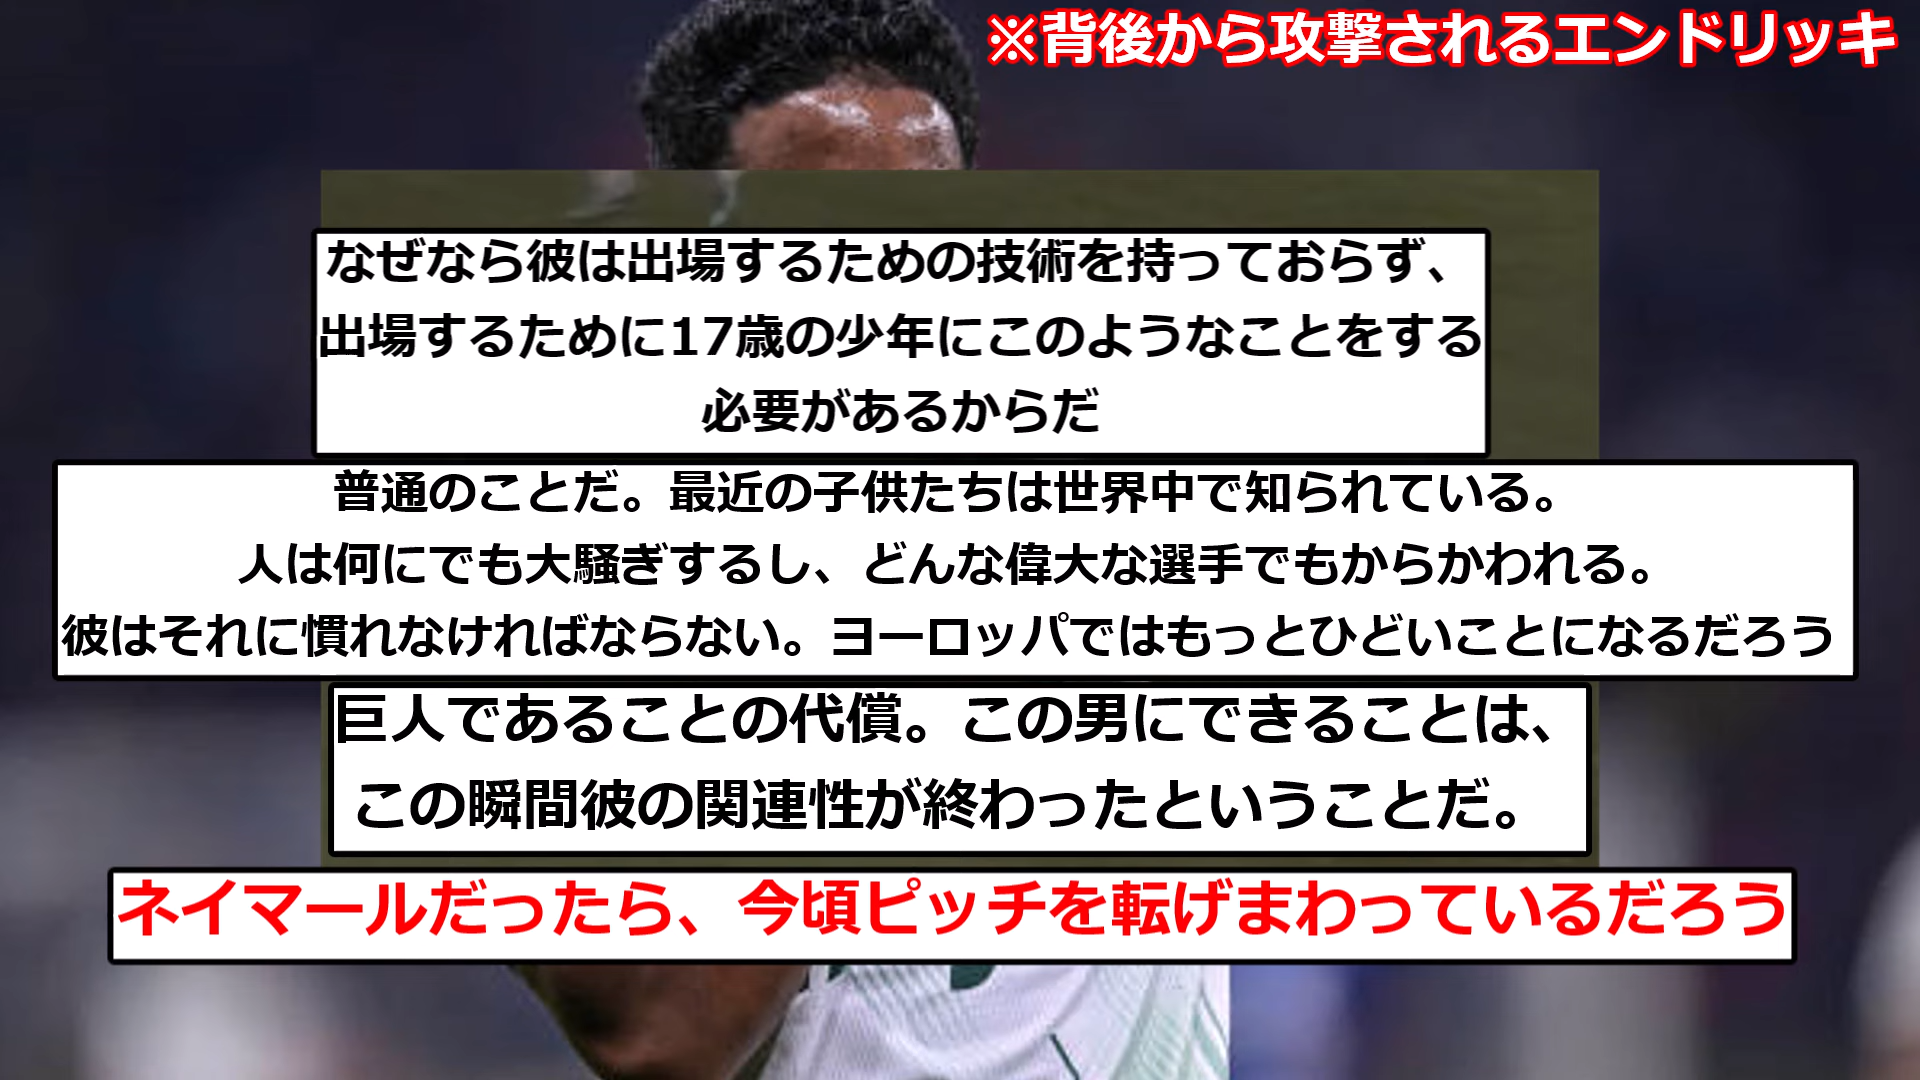 ※背後から攻撃されるエンドリッキ
なぜなら彼は出場するための技術を持っておらず、
出場するために17歳の少年にこのようなことをする
必要があるからだ
普通のことだ。最近の子供たちは世界中で知られている。
人は何にでも大騒ぎするし、どんな偉大な選手でもからかわれる。
彼はそれに慣れなければならない。ヨーロッパではもっとひどいことになるだろう
巨人であることの代償。この男にできることは、
この瞬間彼の関連性が終わったということだ。
ネイマールだったら、今頃ピッチを転げまわっているだろう